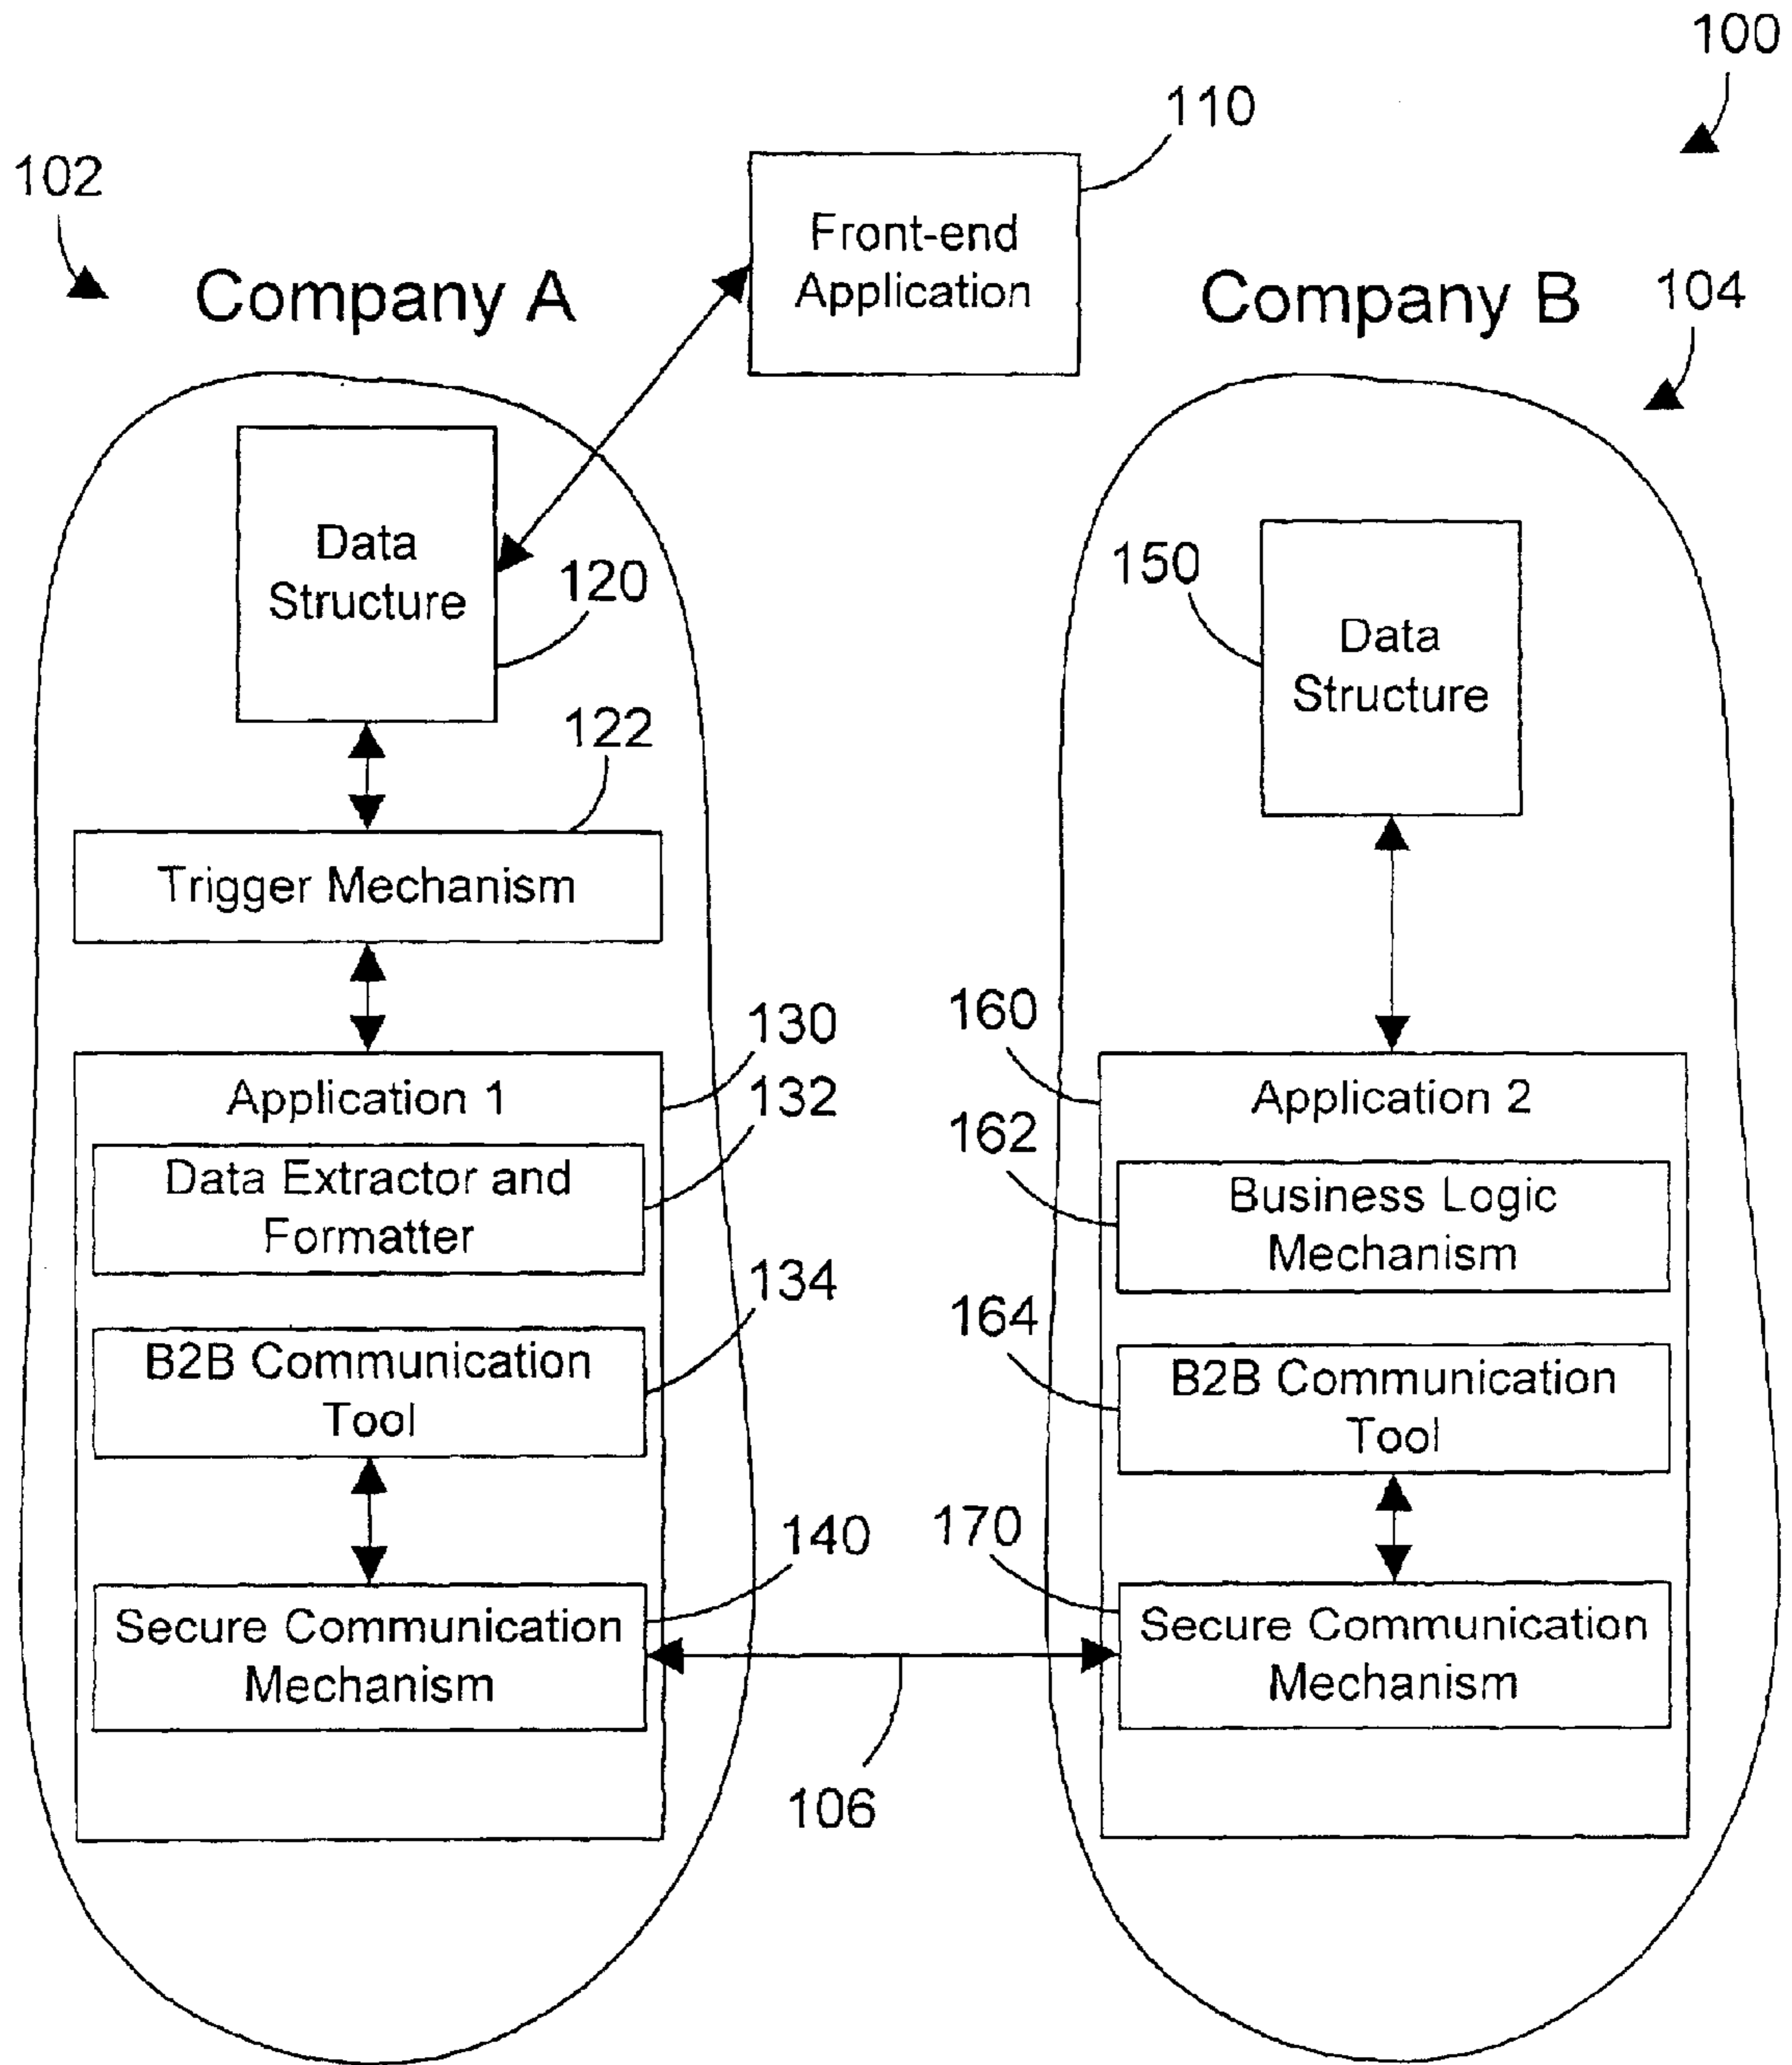 100
110
102
Front-end
Application
Company A
Company B
104
Data
Structure
120
150
Data
Structure
122
Trigger Mechanism
130
160
Application 1
132
Application 2
162
Data Extractor and
Formatter
Business Logic
Mechanism
134
164
B2B Communication
Tool
B2B Communication
Tool
140
170
Secure Communication
Mechanism
Secure Communication
Mechanism
106